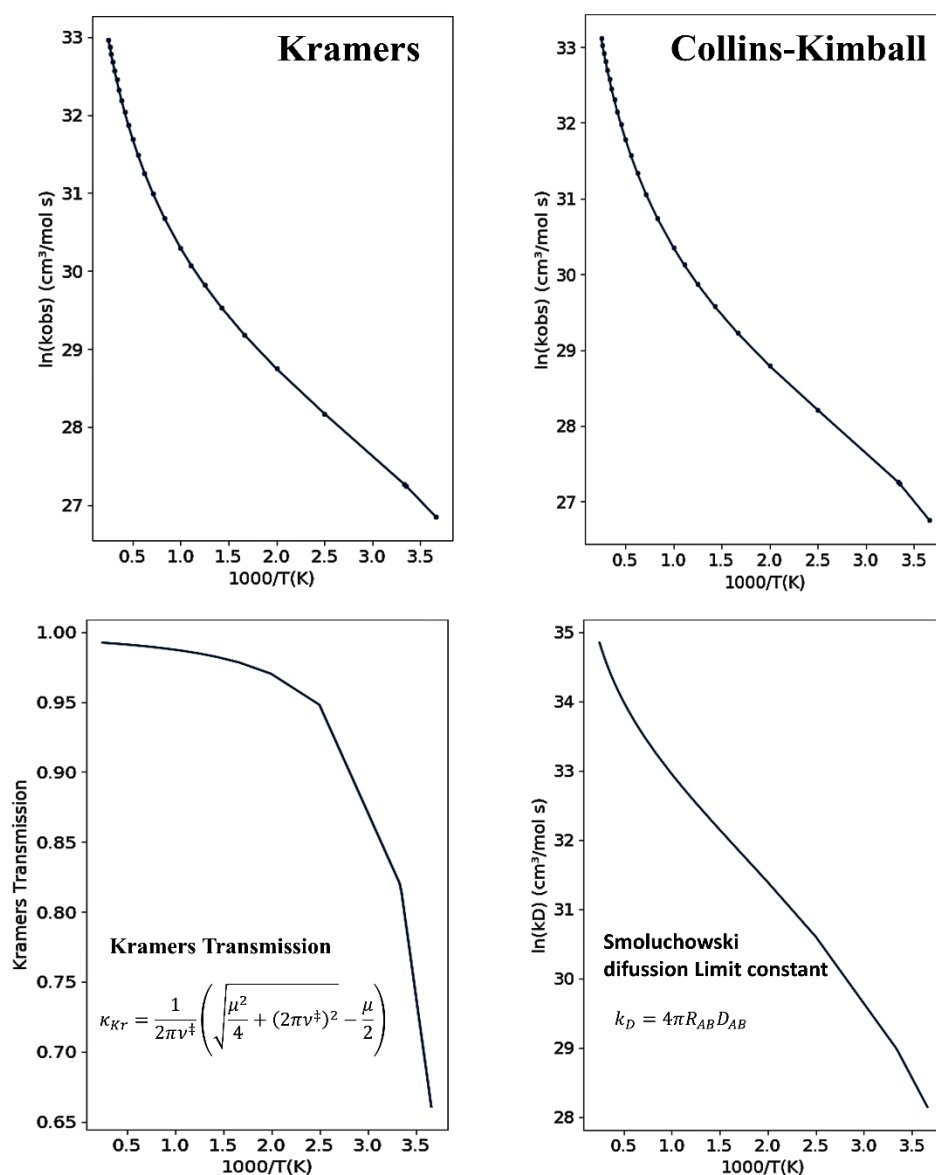 Kramers
ln(kobs) (cm³/mol s)
33
32
31
30
29
28
27
0.5 1.0 1.5 2.0 2.5 3.0 3.5
1000/T(K)
Collins-Kimball
ln(kobs) (cm³/mol s)
33
32
31
30
29
28
27
0.5 1.0 1.5 2.0 2.5 3.0 3.5
1000/T(K)
Kramers Transmission
1.00
0.95
0.90
0.85
0.80
0.75
0.70
0.65
Kramers Transmission
κ_Kr = 1/(2πν‡) (√(μ²/4 + (2πν‡)²) − μ/2)
0.5 1.0 1.5 2.0 2.5 3.0 3.5
1000/T(K)
ln(kD) (cm³/mol s)
35
34
33
32
31
30
29
28
Smoluchowski
difussion Limit constant
k_D = 4πR_AB D_AB
0.5 1.0 1.5 2.0 2.5 3.0 3.5
1000/T(K)